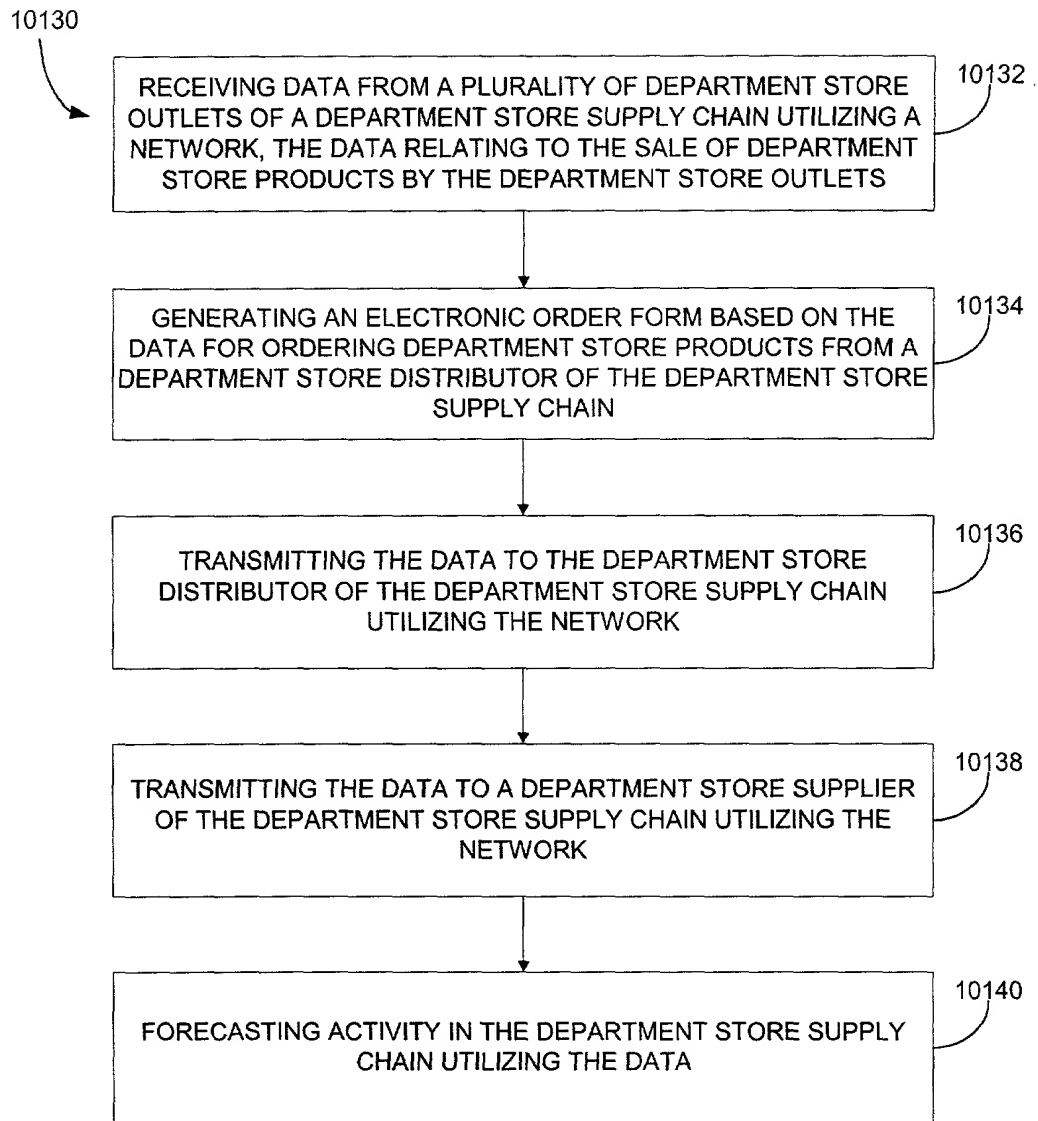 10130
RECEIVING DATA FROM A PLURALITY OF DEPARTMENT STORE
OUTLETS OF A DEPARTMENT STORE SUPPLY CHAIN UTILIZING A
NETWORK, THE DATA RELATING TO THE SALE OF DEPARTMENT
STORE PRODUCTS BY THE DEPARTMENT STORE OUTLETS
10132
GENERATING AN ELECTRONIC ORDER FORM BASED ON THE
DATA FOR ORDERING DEPARTMENT STORE PRODUCTS FROM A
DEPARTMENT STORE DISTRIBUTOR OF THE DEPARTMENT STORE
SUPPLY CHAIN
10134
TRANSMITTING THE DATA TO THE DEPARTMENT STORE
DISTRIBUTOR OF THE DEPARTMENT STORE SUPPLY CHAIN
UTILIZING THE NETWORK
10136
TRANSMITTING THE DATA TO A DEPARTMENT STORE SUPPLIER
OF THE DEPARTMENT STORE SUPPLY CHAIN UTILIZING THE
NETWORK
10138
FORECASTING ACTIVITY IN THE DEPARTMENT STORE SUPPLY
CHAIN UTILIZING THE DATA
10140